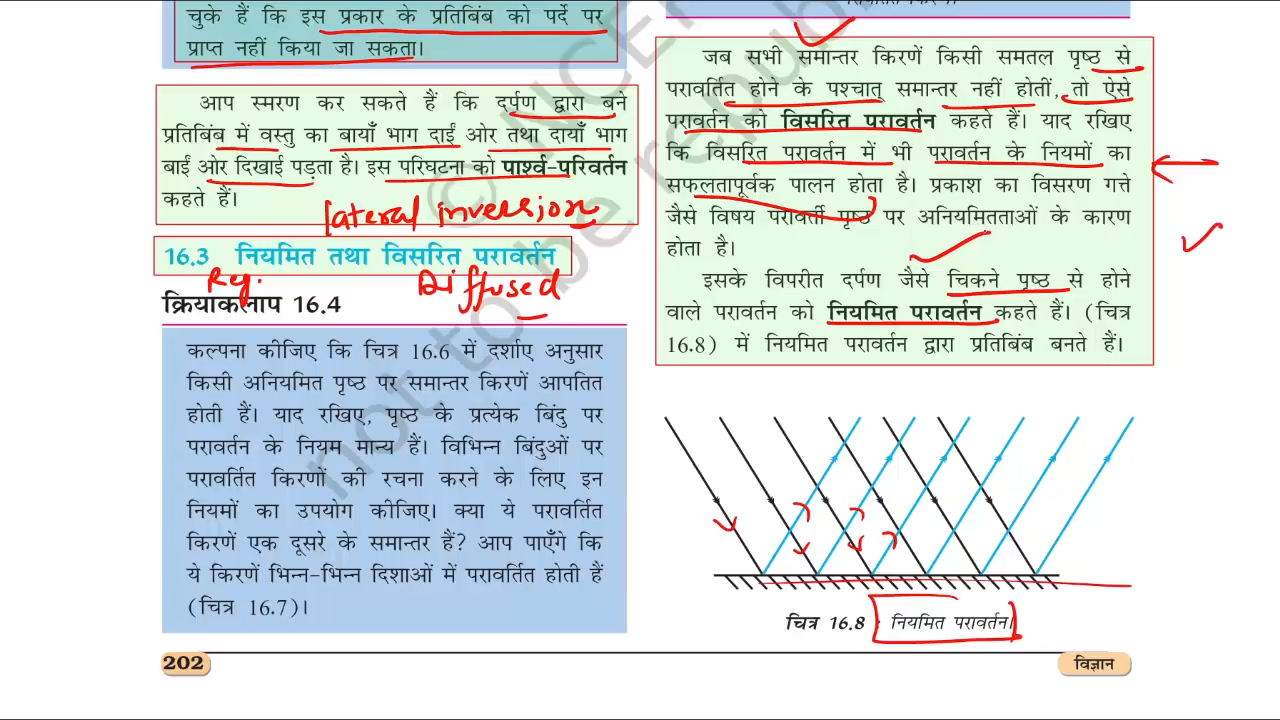 चुके हैं कि इस प्रकार के प्रतिबिंब को पर्दे पर
प्राप्त नहीं किया जा सकता।
आप स्मरण कर सकते हैं कि दर्पण द्वारा बने
प्रतिबिंब में वस्तु का बायाँ भाग दाईं ओर तथा दायाँ भाग
बाईं ओर दिखाई पड़ता है। इस परिघटना को पार्श्व-परिवर्तन
कहते हैं।
lateral inversion
16.3 नियमित तथा विसरित परावर्तन
Reg. Diffused
क्रियाकलाप 16.4
कल्पना कीजिए कि चित्र 16.6 में दर्शाए अनुसार
किसी अनियमित पृष्ठ पर समान्तर किरणें आपतित
होती हैं। याद रखिए, पृष्ठ के प्रत्येक बिंदु पर
परावर्तन के नियम मान्य हैं। विभिन्न बिंदुओं पर
परावर्तित किरणों की रचना करने के लिए इन
नियमों का उपयोग कीजिए। क्या ये परावर्तित
किरणें एक दूसरे के समान्तर हैं? आप पाएँगे कि
ये किरणें भिन्न-भिन्न दिशाओं में परावर्तित होती हैं
(चित्र 16.7)।
जब सभी समान्तर किरणें किसी समतल पृष्ठ से
परावर्तित होने के पश्चात् समान्तर नहीं होतीं, तो ऐसे
परावर्तन को विसरित परावर्तन कहते हैं। याद रखिए
कि विसरित परावर्तन में भी परावर्तन के नियमों का
सफलतापूर्वक पालन होता है। प्रकाश का विसरण गत्ते
जैसे विषय परावर्ती पृष्ठ पर अनियमितताओं के कारण
होता है।
इसके विपरीत दर्पण जैसे चिकने पृष्ठ से होने
वाले परावर्तन को नियमित परावर्तन कहते हैं। (चित्र
16.8) में नियमित परावर्तन द्वारा प्रतिबिंब बनते हैं।
चित्र 16.8 : नियमित परावर्तन।
202
विज्ञान
© NCE
not to be republ